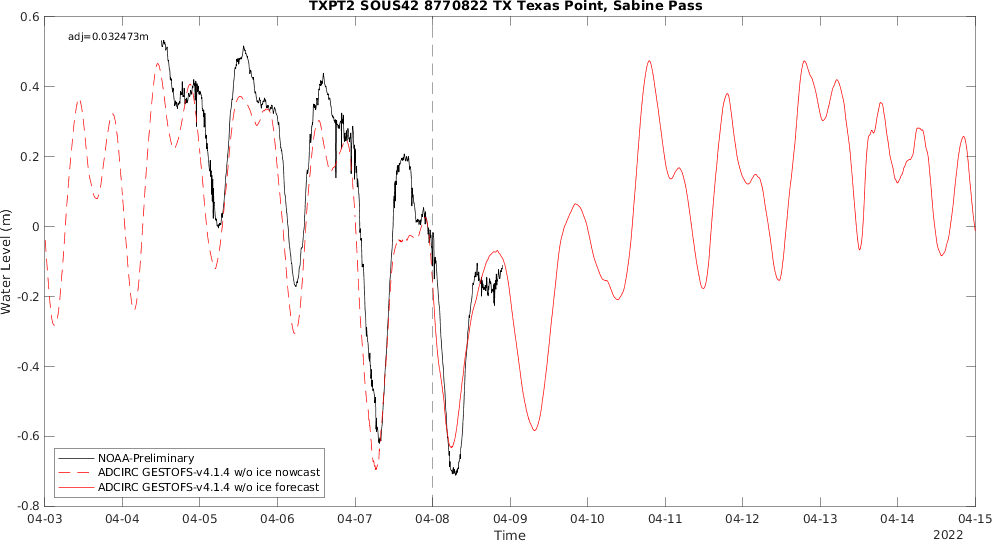 TXPT2 SOUS42 8770822 TX Texas Point, Sabine Pass
adj=0.032473m
0.6
0.4
0.2
0
-0.2
-0.4
-0.6
-0.8
Water Level (m)
NOAA-Preliminary
ADCIRC GESTOFS-v4.1.4 w/o ice nowcast
ADCIRC GESTOFS-v4.1.4 w/o ice forecast
04-03 04-04 04-05 04-06 04-07 04-08 04-09 04-10 04-11 04-12 04-13 04-14 04-15
Time
2022